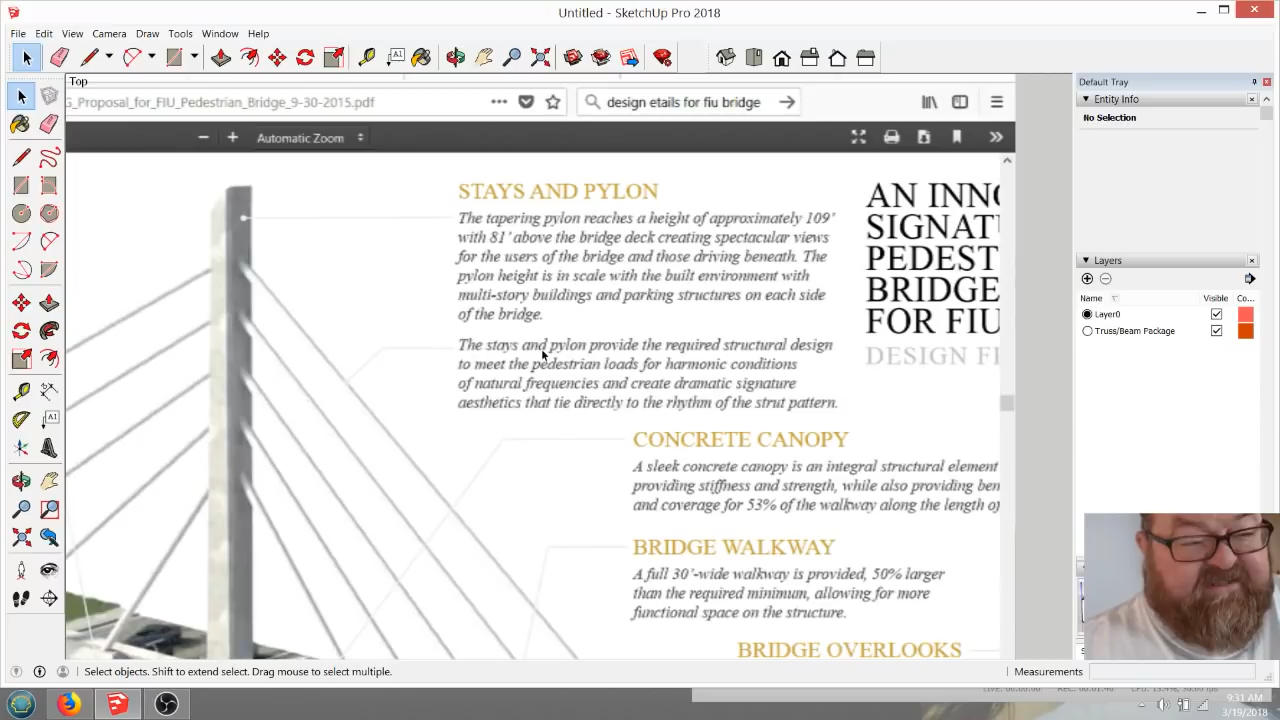 Untitled - SketchUp Pro 2018
File Edit View Camera Draw Tools Window Help
Top
G_Proposal_for_FIU_Pedestrian_Bridge_9-30-2015.pdf
design etails for fiu bridge
Automatic Zoom
STAYS AND PYLON
The tapering pylon reaches a height of approximately 109'
with 81' above the bridge deck creating spectacular views
for the users of the bridge and those driving beneath. The
pylon height is in scale with the built environment with
multi-story buildings and parking structures on each side
of the bridge.
The stays and pylon provide the required structural design
to meet the pedestrian loads for harmonic conditions
of natural frequencies and create dramatic signature
aesthetics that tie directly to the rhythm of the strut pattern.
AN INNO
SIGNAT
PEDEST
BRIDGE
FOR FIU
DESIGN FE
CONCRETE CANOPY
A sleek concrete canopy is an integral structural element
providing stiffness and strength, while also providing ben
and coverage for 53% of the walkway along the length of
BRIDGE WALKWAY
A full 30'-wide walkway is provided, 50% larger
than the required minimum, allowing for more
functional space on the structure.
BRIDGE OVERLOOKS
Default Tray
Entity Info
No Selection
Layers
Name Visible Co...
Layer0
Truss/Beam Package
Select objects. Shift to extend select. Drag mouse to select multiple.
Measurements
9:31 AM
3/19/2018